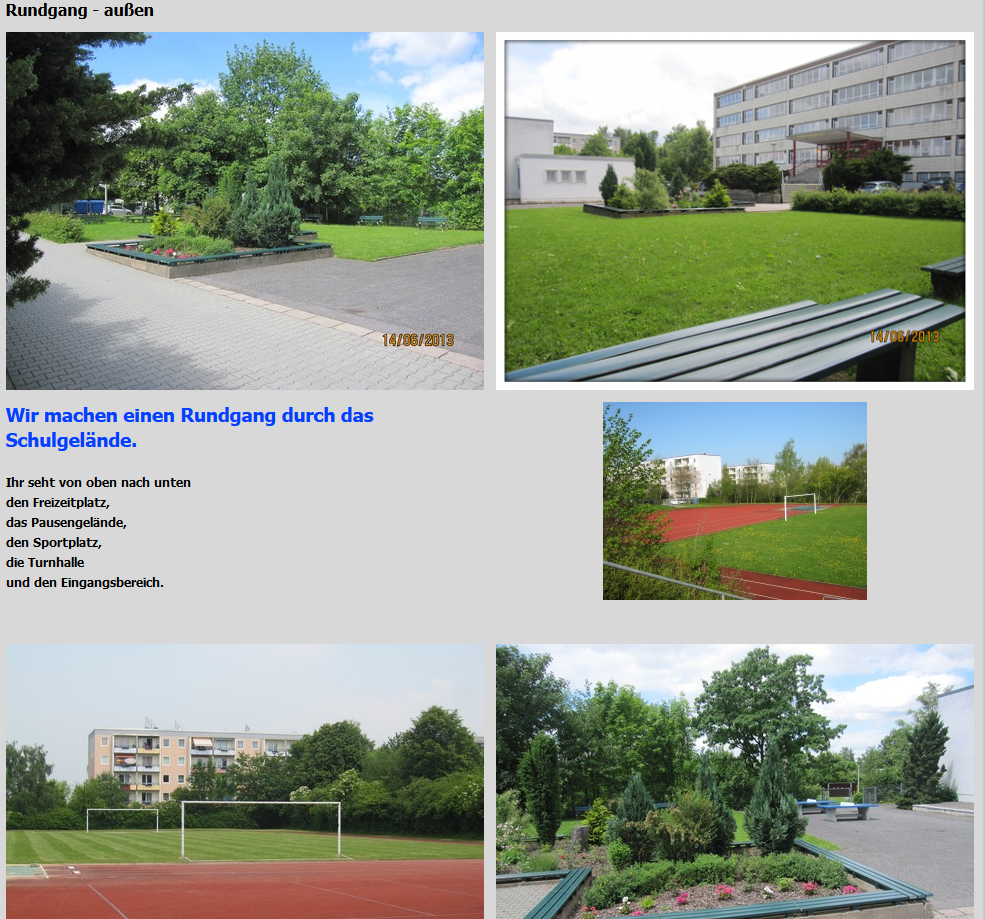 Rundgang - außen
14/06/2013
14/06/2013
Wir machen einen Rundgang durch das
Schulgelände.
Ihr seht von oben nach unten
den Freizeitplatz,
das Pausengelände,
den Sportplatz,
die Turnhalle
und den Eingangsbereich.